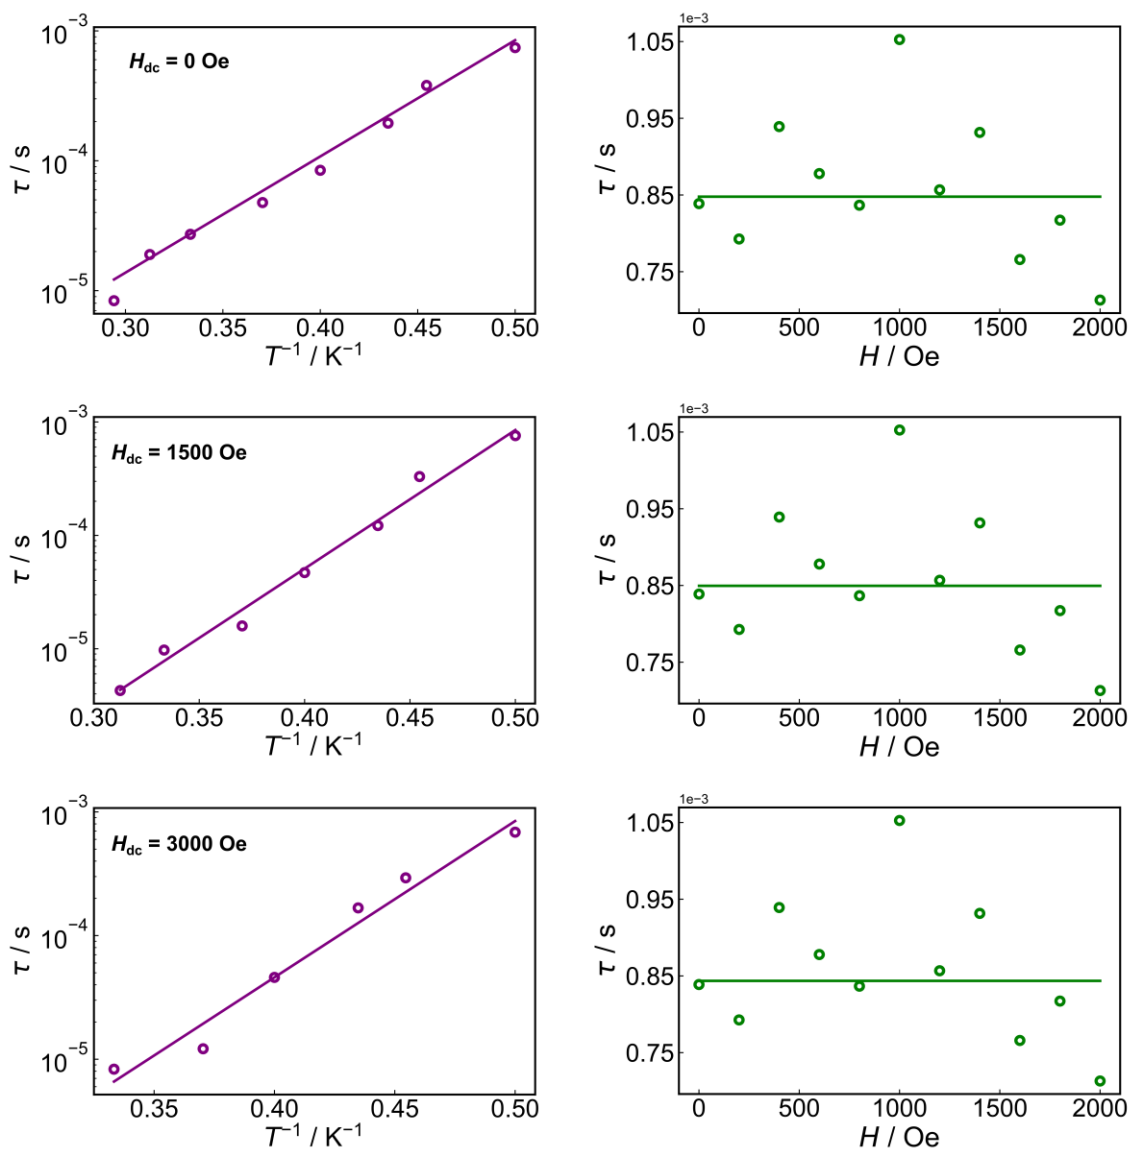 10⁻³
H_dc = 0 Oe
10⁻⁴
10⁻⁵
τ / s
0.30 0.35 0.40 0.45 0.50
T⁻¹ / K⁻¹
1e−3
1.05
0.95
0.85
0.75
τ / s
0 500 1000 1500 2000
H / Oe
10⁻³
H_dc = 1500 Oe
10⁻⁴
10⁻⁵
τ / s
0.30 0.35 0.40 0.45 0.50
T⁻¹ / K⁻¹
1e−3
1.05
0.95
0.85
0.75
τ / s
0 500 1000 1500 2000
H / Oe
10⁻³
H_dc = 3000 Oe
10⁻⁴
10⁻⁵
τ / s
0.35 0.40 0.45 0.50
T⁻¹ / K⁻¹
1e−3
1.05
0.95
0.85
0.75
τ / s
0 500 1000 1500 2000
H / Oe